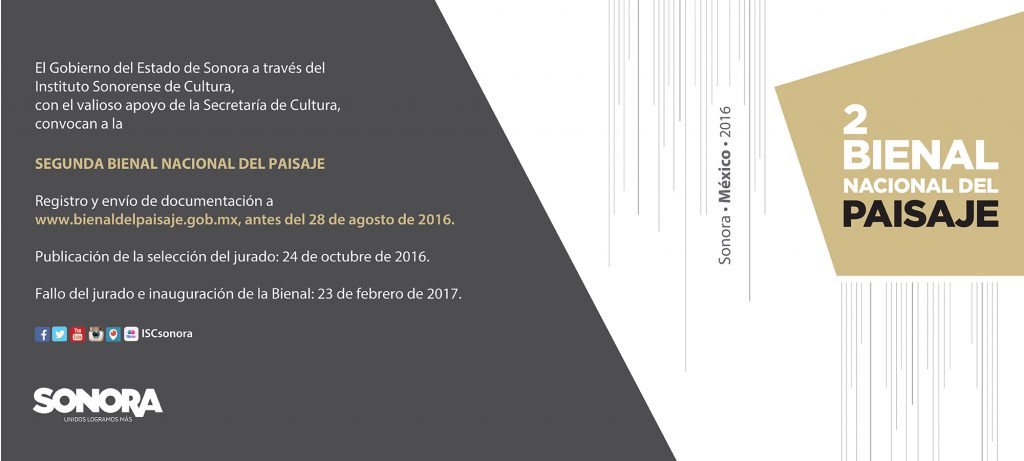 El Gobierno del Estado de Sonora a través del
Instituto Sonorense de Cultura,
con el valioso apoyo de la Secretaría de Cultura,
convocan a la
SEGUNDA BIENAL NACIONAL DEL PAISAJE
Registro y envío de documentación a
www.bienaldelpaisaje.gob.mx, antes del 28 de agosto de 2016.
Publicación de la selección del jurado: 24 de octubre de 2016.
Fallo del jurado e inauguración de la Bienal: 23 de febrero de 2017.
ISCsonora
SONORA
UNIDOS LOGRAMOS MÁS
Sonora • México • 2016
2
BIENAL
NACIONAL DEL
PAISAJE